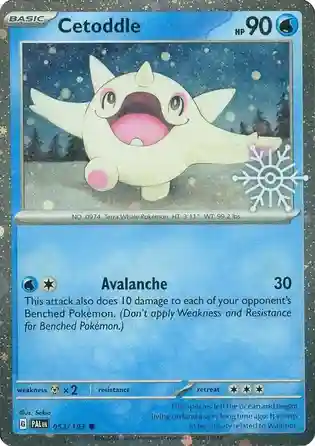 BASIC
Cetoddle
HP 90
NO. 0974 Terra Whale Pokémon HT: 3'11" WT: 99.2 lbs.
Avalanche 30
This attack also does 10 damage to each of your opponent's
Benched Pokémon. (Don't apply Weakness and Resistance
for Benched Pokémon.)
weakness ×2 resistance retreat
Illus.
G PAL EN